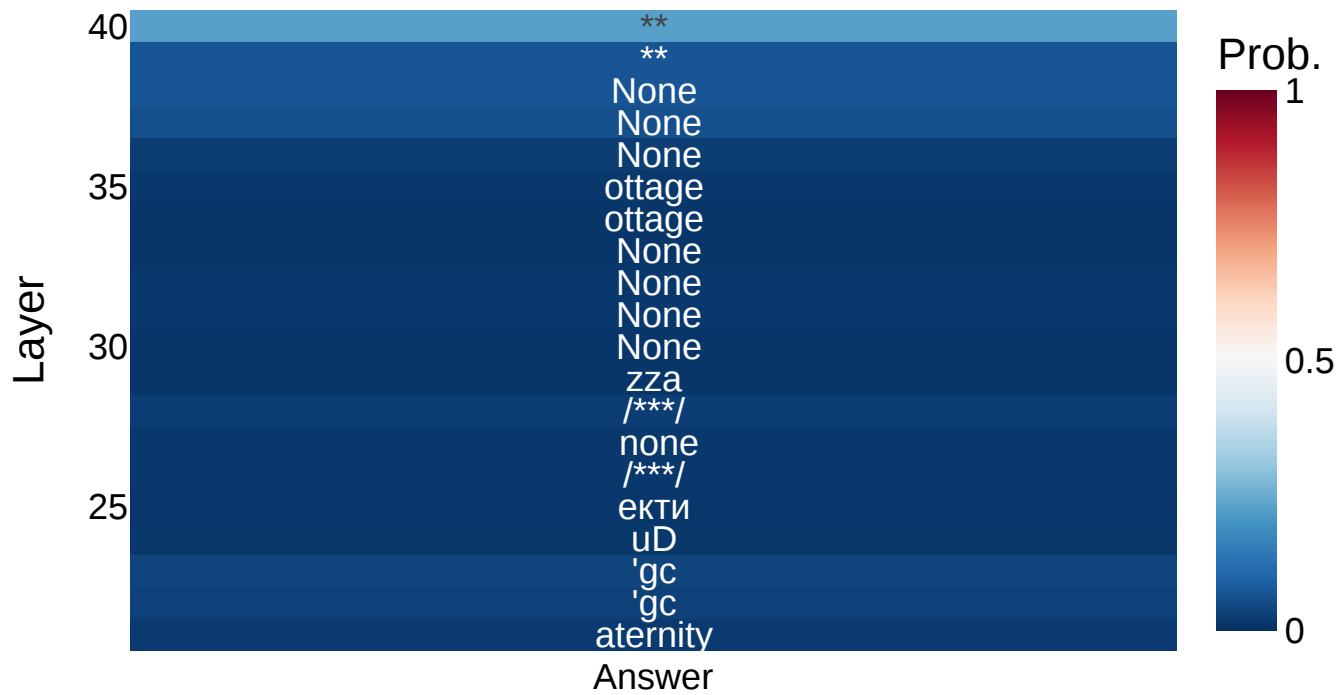 40
**
**
None
None
None
35
ottage
ottage
None
None
None
30
None
zza
/***/
none
/***/
25
екти
uD
'gc
'gc
aternity
Layer
Answer
Prob.
1
0.5
0